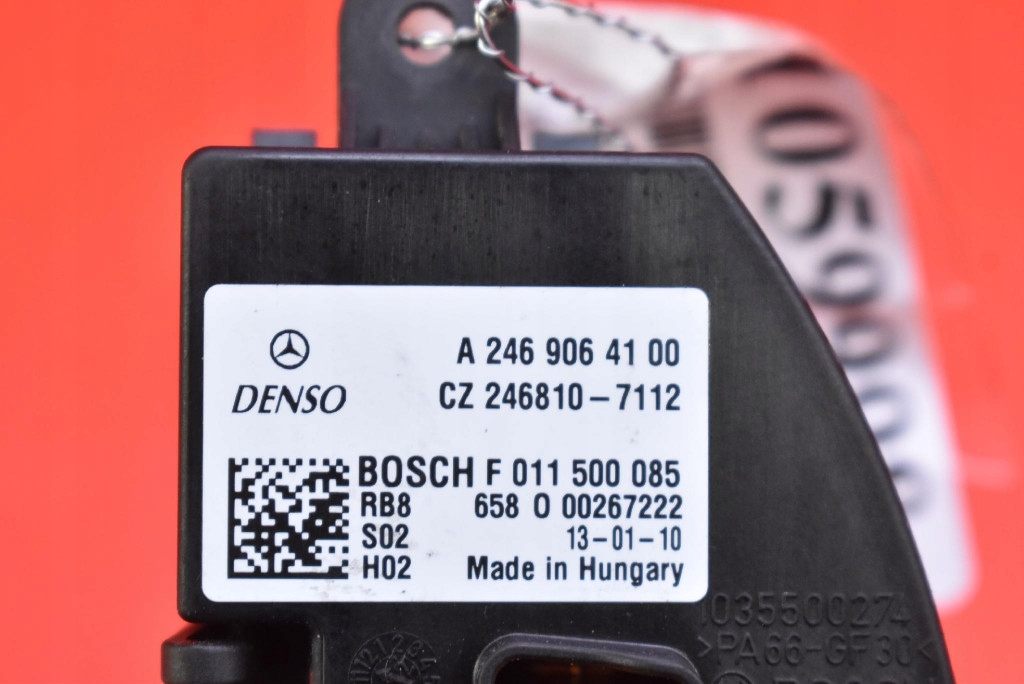 A 246 906 41 00
DENSO CZ 246810-7112
BOSCH F 011 500 085
RB8 658 O 00267222
S02 13-01-10
H02 Made in Hungary
1035500274
>PA66-GF30<